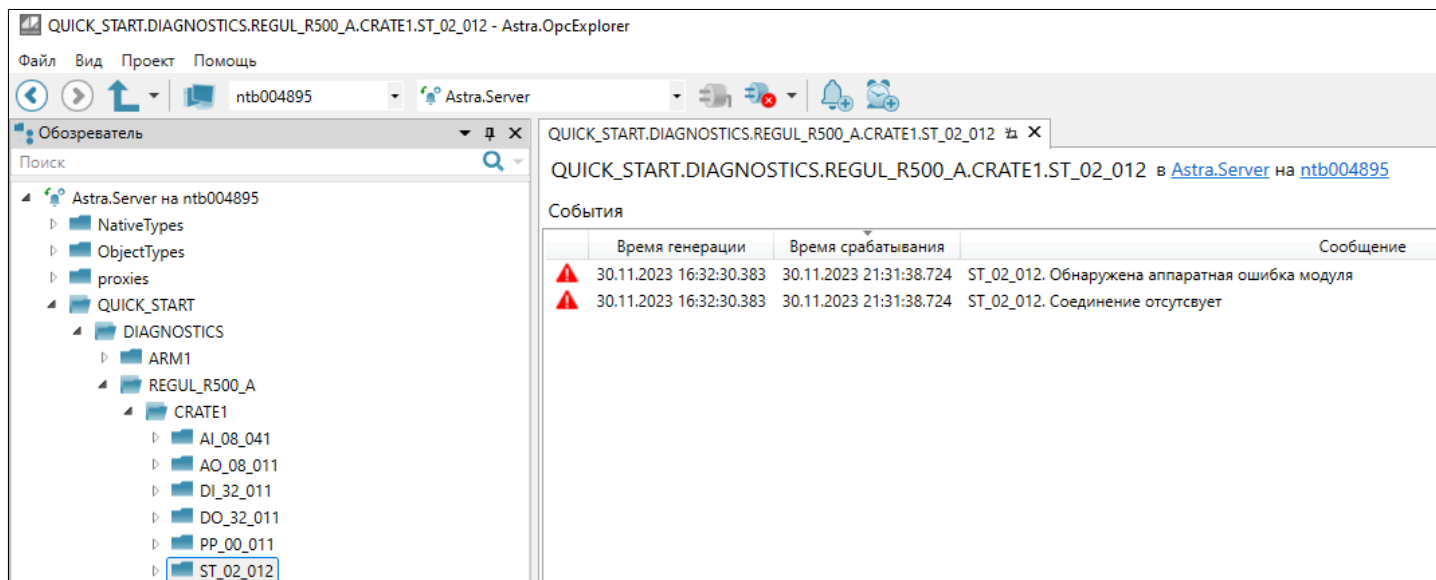 QUICK_START.DIAGNOSTICS.REGUL_R500_A.CRATE1.ST_02_012 - Astra.OpcExplorer
Файл Вид Проект Помощь
ntb004895 Astra.Server
Обозреватель
Поиск
Astra.Server на ntb004895
NativeTypes
ObjectTypes
proxies
QUICK_START
DIAGNOSTICS
ARM1
REGUL_R500_A
CRATE1
AI_08_041
AO_08_011
DI_32_011
DO_32_011
PP_00_011
ST_02_012
QUICK_START.DIAGNOSTICS.REGUL_R500_A.CRATE1.ST_02_012
QUICK_START.DIAGNOSTICS.REGUL_R500_A.CRATE1.ST_02_012 в Astra.Server на ntb004895
События
Время генерации Время срабатывания Сообщение
30.11.2023 16:32:30.383 30.11.2023 21:31:38.724 ST_02_012. Обнаружена аппаратная ошибка модуля
30.11.2023 16:32:30.383 30.11.2023 21:31:38.724 ST_02_012. Соединение отсутсвует